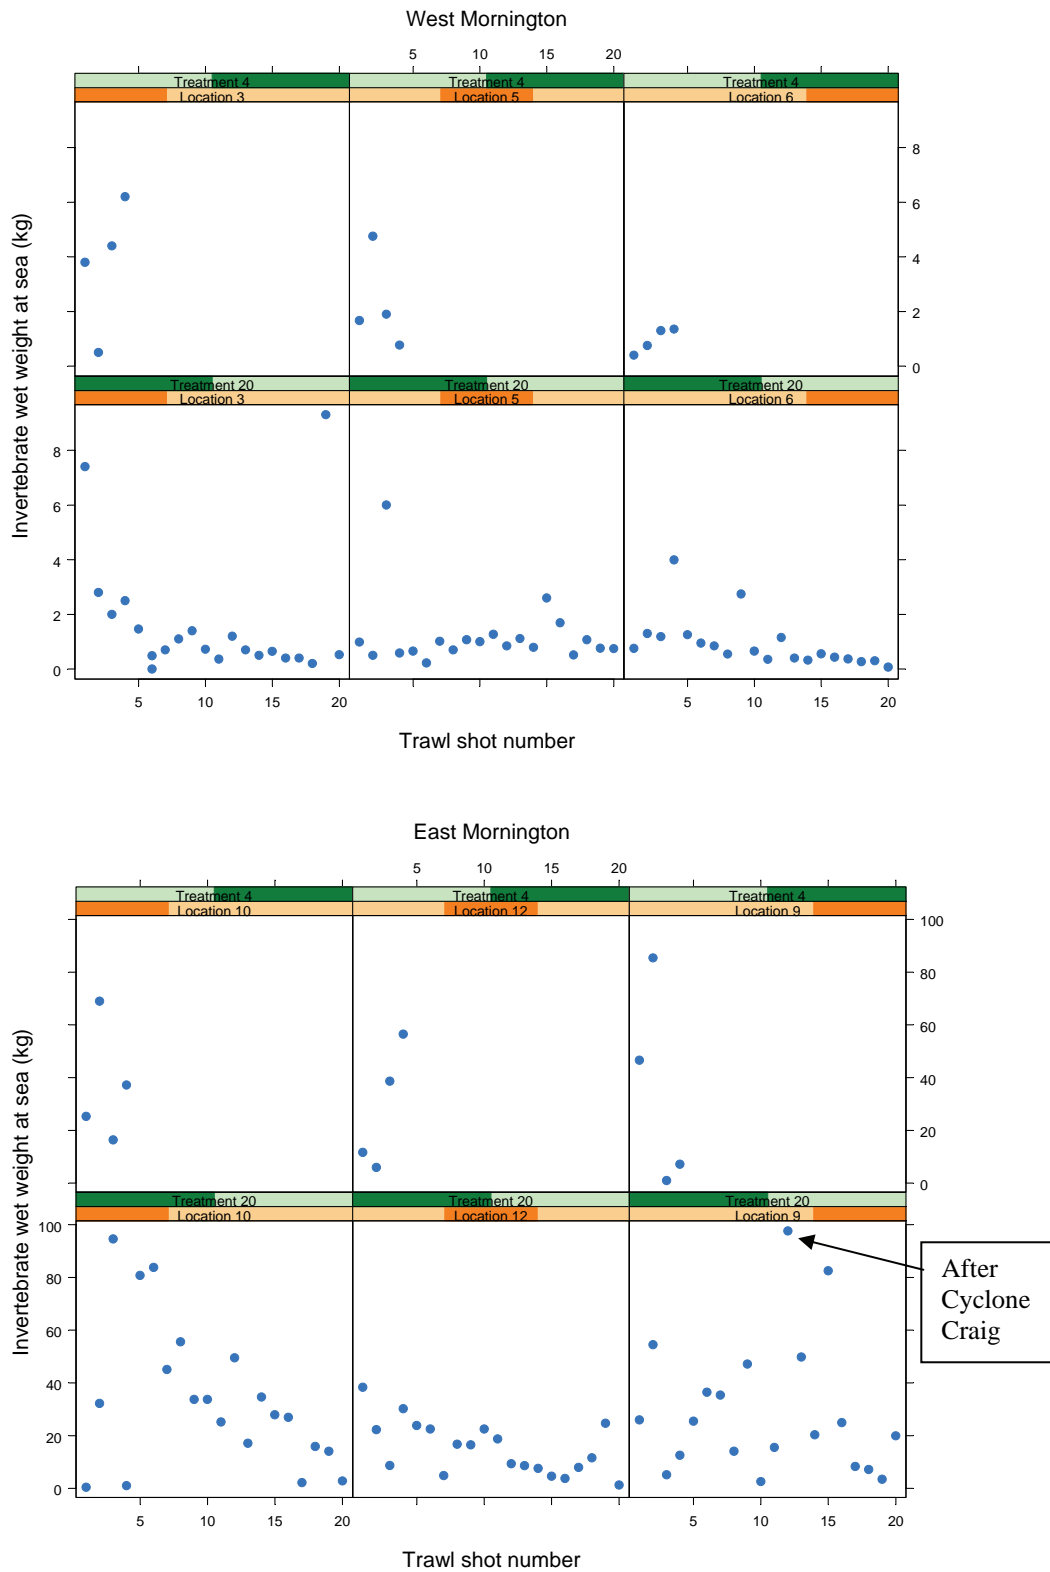 West Mornington
5 10 15 20
Treatment 4 Treatment 4 Treatment 4
Location 3 Location 5 Location 6
8
6
4
2
0
Invertebrate wet weight at sea (kg)
Treatment 20 Treatment 20 Treatment 20
Location 3 Location 5 Location 6
8
6
4
2
0
5 10 15 20 5 10 15 20
Trawl shot number
East Mornington
5 10 15 20
Treatment 4 Treatment 4 Treatment 4
Location 10 Location 12 Location 9
100
80
60
40
20
0
Invertebrate wet weight at sea (kg)
Treatment 20 Treatment 20 Treatment 20
Location 10 Location 12 Location 9
100
80
60
40
20
0
After
Cyclone
Craig
5 10 15 20 5 10 15 20
Trawl shot number